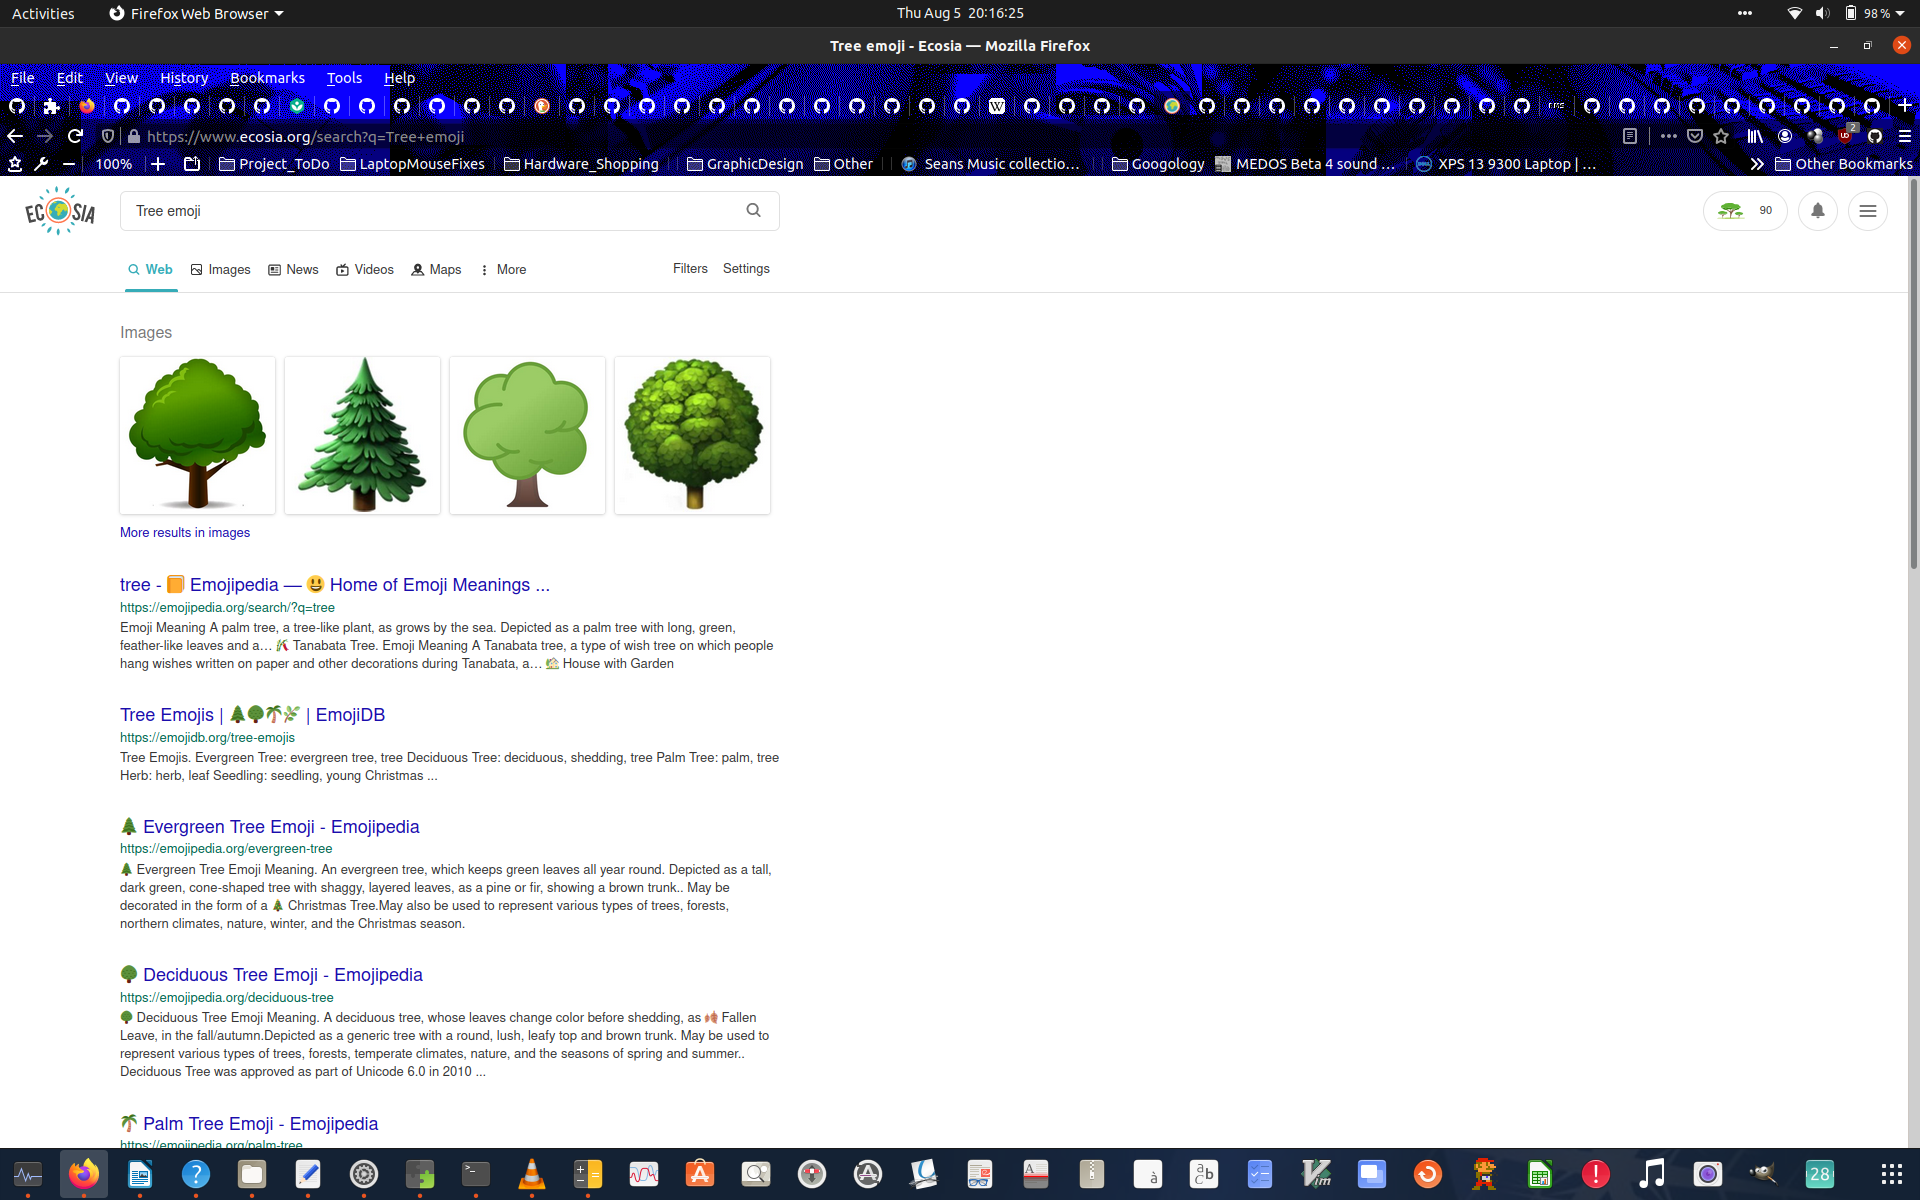 Activities Firefox Web Browser Thu Aug 5 20:16:25 98 %
Tree emoji - Ecosia — Mozilla Firefox
File Edit View History Bookmarks Tools Help
https://www.ecosia.org/search?q=Tree+emoji 2
100% Project_ToDo LaptopMouseFixes Hardware_Shopping GraphicDesign Other Seans Music collectio… Googology MEDOS Beta 4 sound … XPS 13 9300 Laptop | … Other Bookmarks
ECOSIA Tree emoji 90
Web Images News Videos Maps More Filters Settings
Images
More results in images
tree - 📙 Emojipedia — 😃 Home of Emoji Meanings ...
https://emojipedia.org/search/?q=tree
Emoji Meaning A palm tree, a tree-like plant, as grows by the sea. Depicted as a palm tree with long, green,
feather-like leaves and a… 🎋 Tanabata Tree. Emoji Meaning A Tanabata tree, a type of wish tree on which people
hang wishes written on paper and other decorations during Tanabata, a… 🏡 House with Garden
Tree Emojis | 🌲🌳🌴🌿 | EmojiDB
https://emojidb.org/tree-emojis
Tree Emojis. Evergreen Tree: evergreen tree, tree Deciduous Tree: deciduous, shedding, tree Palm Tree: palm, tree
Herb: herb, leaf Seedling: seedling, young Christmas ...
🌲 Evergreen Tree Emoji - Emojipedia
https://emojipedia.org/evergreen-tree
🌲 Evergreen Tree Emoji Meaning. An evergreen tree, which keeps green leaves all year round. Depicted as a tall,
dark green, cone-shaped tree with shaggy, layered leaves, as a pine or fir, showing a brown trunk.. May be
decorated in the form of a 🎄 Christmas Tree.May also be used to represent various types of trees, forests,
northern climates, nature, winter, and the Christmas season.
🌳 Deciduous Tree Emoji - Emojipedia
https://emojipedia.org/deciduous-tree
🌳 Deciduous Tree Emoji Meaning. A deciduous tree, whose leaves change color before shedding, as 🍂 Fallen
Leave, in the fall/autumn.Depicted as a generic tree with a round, lush, leafy top and brown trunk. May be used to
represent various types of trees, forests, temperate climates, nature, and the seasons of spring and summer..
Deciduous Tree was approved as part of Unicode 6.0 in 2010 ...
🌴 Palm Tree Emoji - Emojipedia
https://emojipedia.org/palm-tree
28